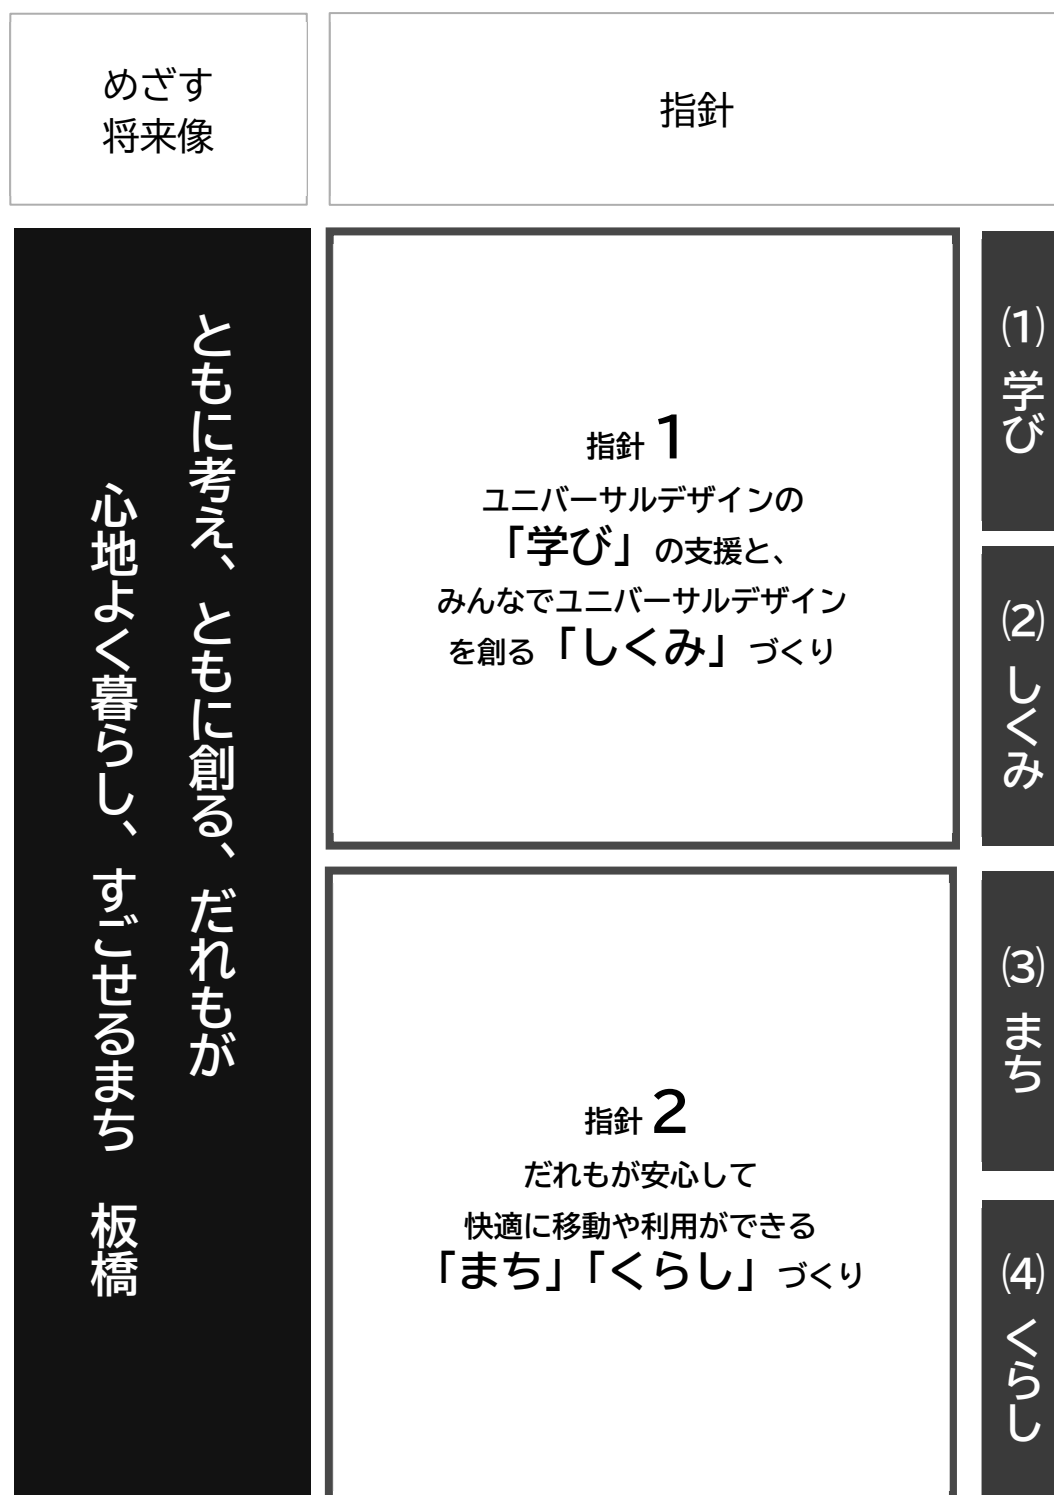 めざす
将来像
指針
ともに考え、ともに創る、だれもが
心地よく暮らし、すごせるまち　板橋
指針 1
ユニバーサルデザインの
「学び」の支援と、
みんなでユニバーサルデザイン
を創る「しくみ」づくり
(1) 学び
(2) しくみ
指針 2
だれもが安心して
快適に移動や利用ができる
「まち」「くらし」づくり
(3) まち
(4) くらし